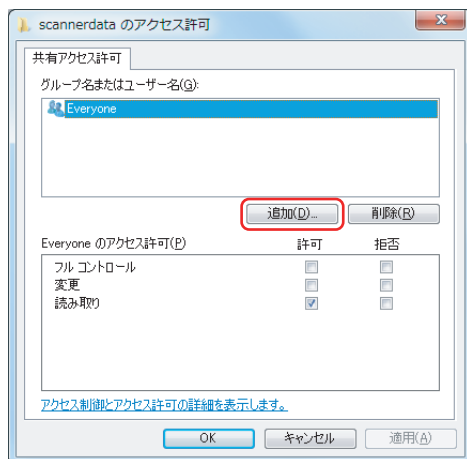 scannerdata のアクセス許可
共有アクセス許可
グループ名またはユーザー名(G):
Everyone
追加(D)... 削除(R)
Everyone のアクセス許可(P) 許可 拒否
フル コントロール
変更
読み取り
アクセス制御とアクセス許可の詳細を表示します。
OK キャンセル 適用(A)